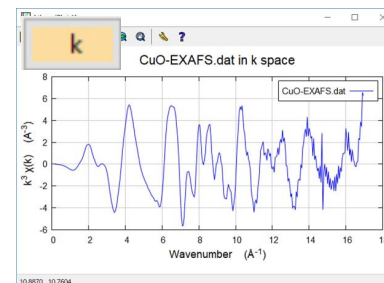 k
CuO-EXAFS.dat in k space
CuO-EXAFS.dat
k³ χ(k) (Å⁻³)
8
6
4
2
0
-2
-4
-6
0 2 4 6 8 10 12 14 16 18
Wavenumber (Å⁻¹)
10.8870, 10.7604